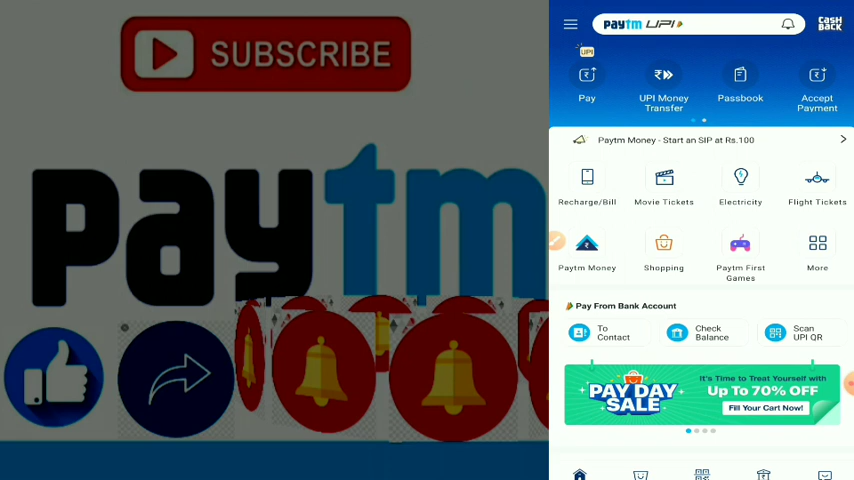 SUBSCRIBE
paytm
paytm UPI
CASH
BACK
UPI
Pay
UPI Money
Transfer
Passbook
Accept
Payment
Paytm Money - Start an SIP at Rs.100
Recharge/Bill
Movie Tickets
Electricity
Flight Tickets
Paytm Money
Shopping
Paytm First
Games
More
Pay From Bank Account
To
Contact
Check
Balance
Scan
UPI QR
PAY DAY
SALE
It's Time to Treat Yourself with
Up To 70% OFF
Fill Your Cart Now!